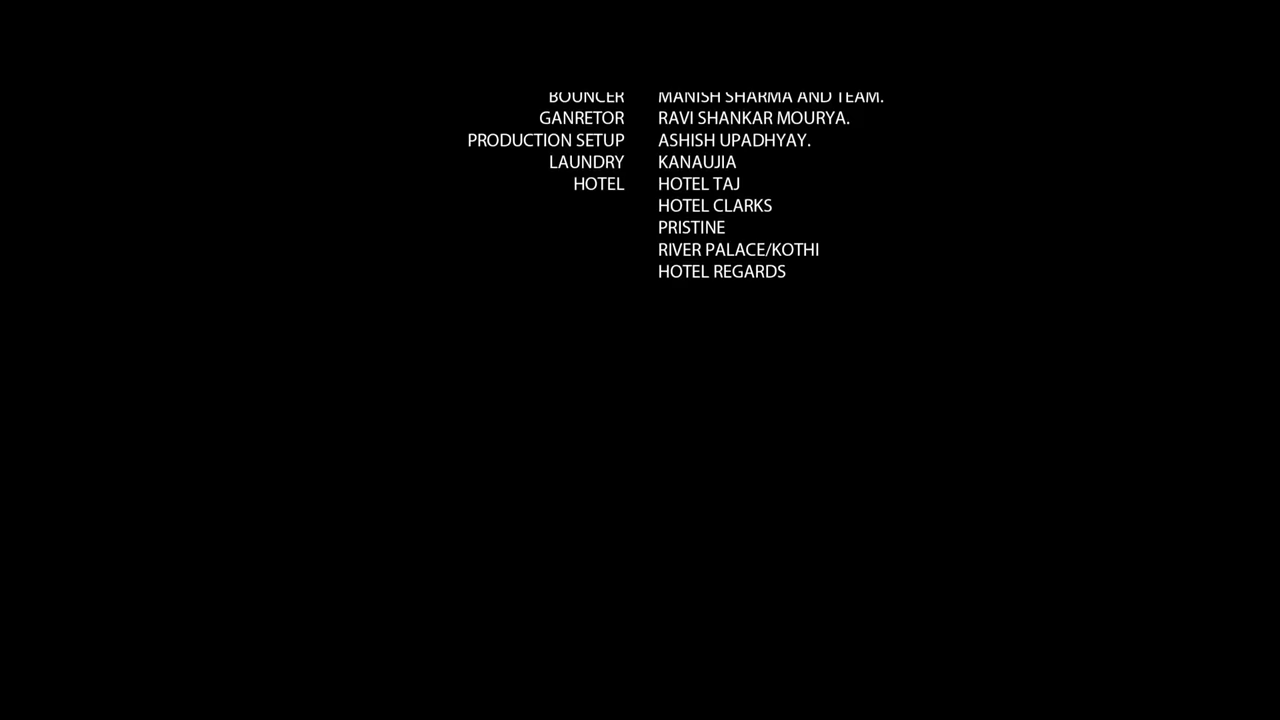 BOUNCER MANISH SHARMA AND TEAM.
GANRETOR RAVI SHANKAR MOURYA.
PRODUCTION SETUP ASHISH UPADHYAY.
LAUNDRY KANAUJIA
HOTEL HOTEL TAJ
HOTEL CLARKS
PRISTINE
RIVER PALACE/KOTHI
HOTEL REGARDS